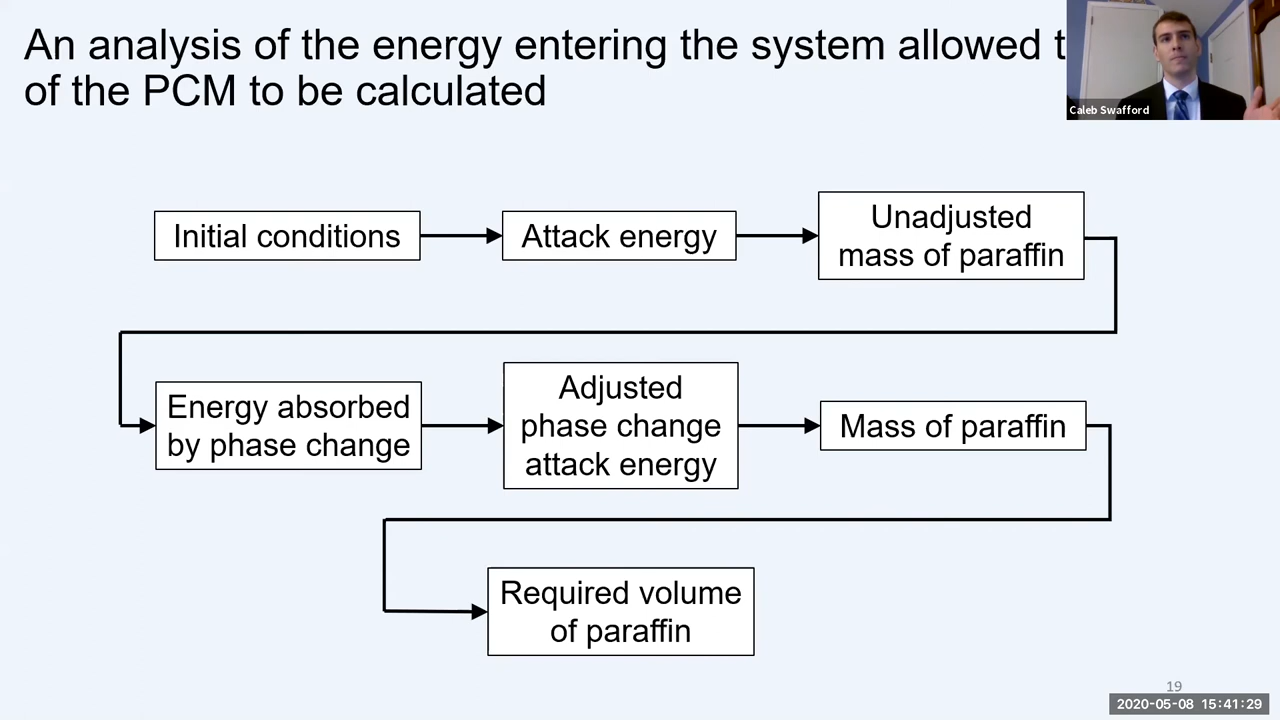 An analysis of the energy entering the system allowed t
of the PCM to be calculated
Caleb Swafford
Initial conditions
Attack energy
Unadjusted
mass of paraffin
Energy absorbed
by phase change
Adjusted
phase change
attack energy
Mass of paraffin
Required volume
of paraffin
19
2020-05-08 15:41:29